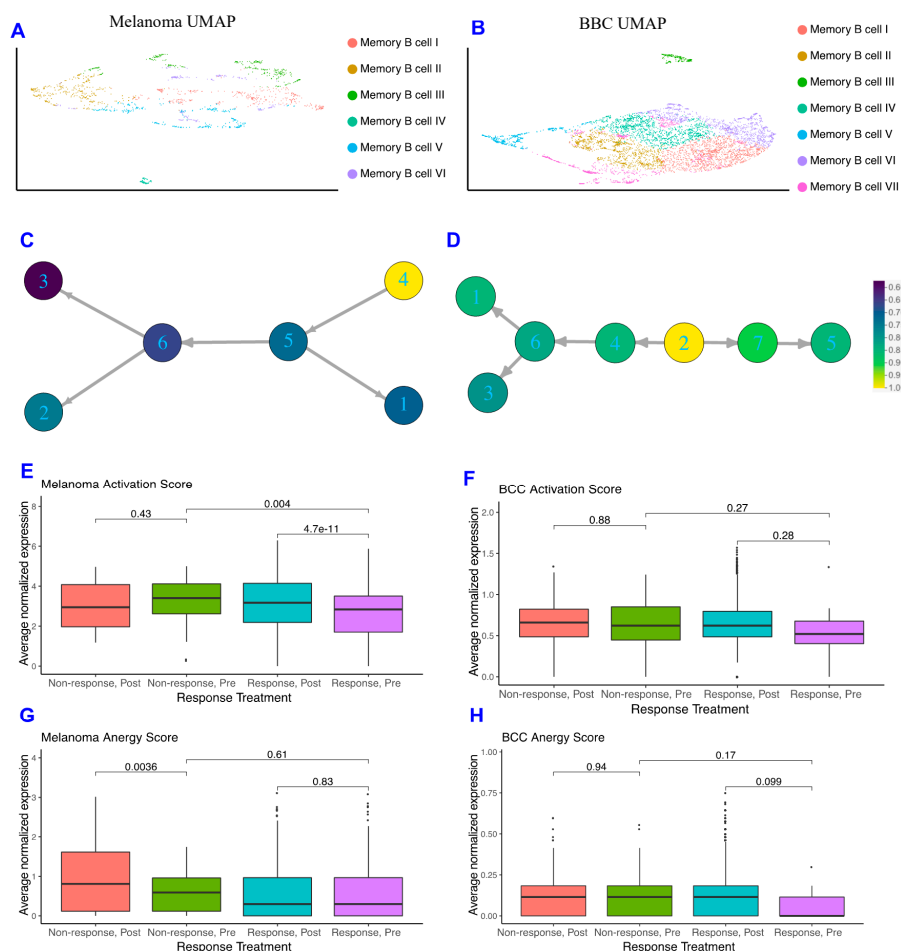 A
Melanoma UMAP
Memory B cell I
Memory B cell II
Memory B cell III
Memory B cell IV
Memory B cell V
Memory B cell VI
B
BBC UMAP
Memory B cell I
Memory B cell II
Memory B cell III
Memory B cell IV
Memory B cell V
Memory B cell VI
Memory B cell VII
C
3
4
6
5
2
1
D
1
6
4
2
7
5
3
0.6
0.6
0.7
0.7
0.8
0.8
0.9
0.9
1.0
E
Melanoma Activation Score
Average normalized expression
8
6
4
2
0
0.43
0.004
4.7e-11
Non-response, Post
Non-response, Pre
Response, Post
Response, Pre
Response Treatment
F
BCC Activation Score
Average normalized expression
2.0
1.5
1.0
0.5
0.0
0.88
0.27
0.28
Non-response, Post
Non-response, Pre
Response, Post
Response, Pre
Response Treatment
G
Melanoma Anergy Score
Average normalized expression
4
3
2
1
0
0.0036
0.61
0.83
Non-response, Post
Non-response, Pre
Response, Post
Response, Pre
Response Treatment
H
BCC Anergy Score
Average normalized expression
1.00
0.75
0.50
0.25
0.00
0.94
0.17
0.099
Non-response, Post
Non-response, Pre
Response, Post
Response, Pre
Response Treatment